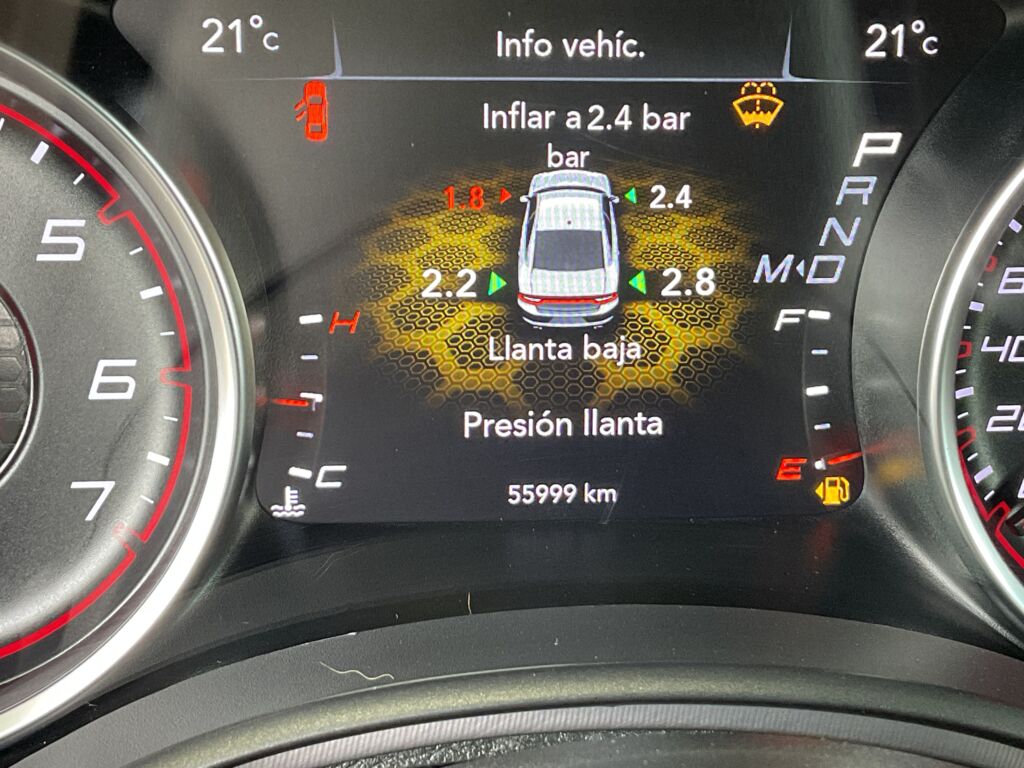 21°C Info vehíc. 21°C
Inflar a 2.4 bar
bar
1.8 2.4
2.2 2.8
Llanta baja
Presión llanta
55999 km
P
R
N
M D
H
C
F
E
5
6
7